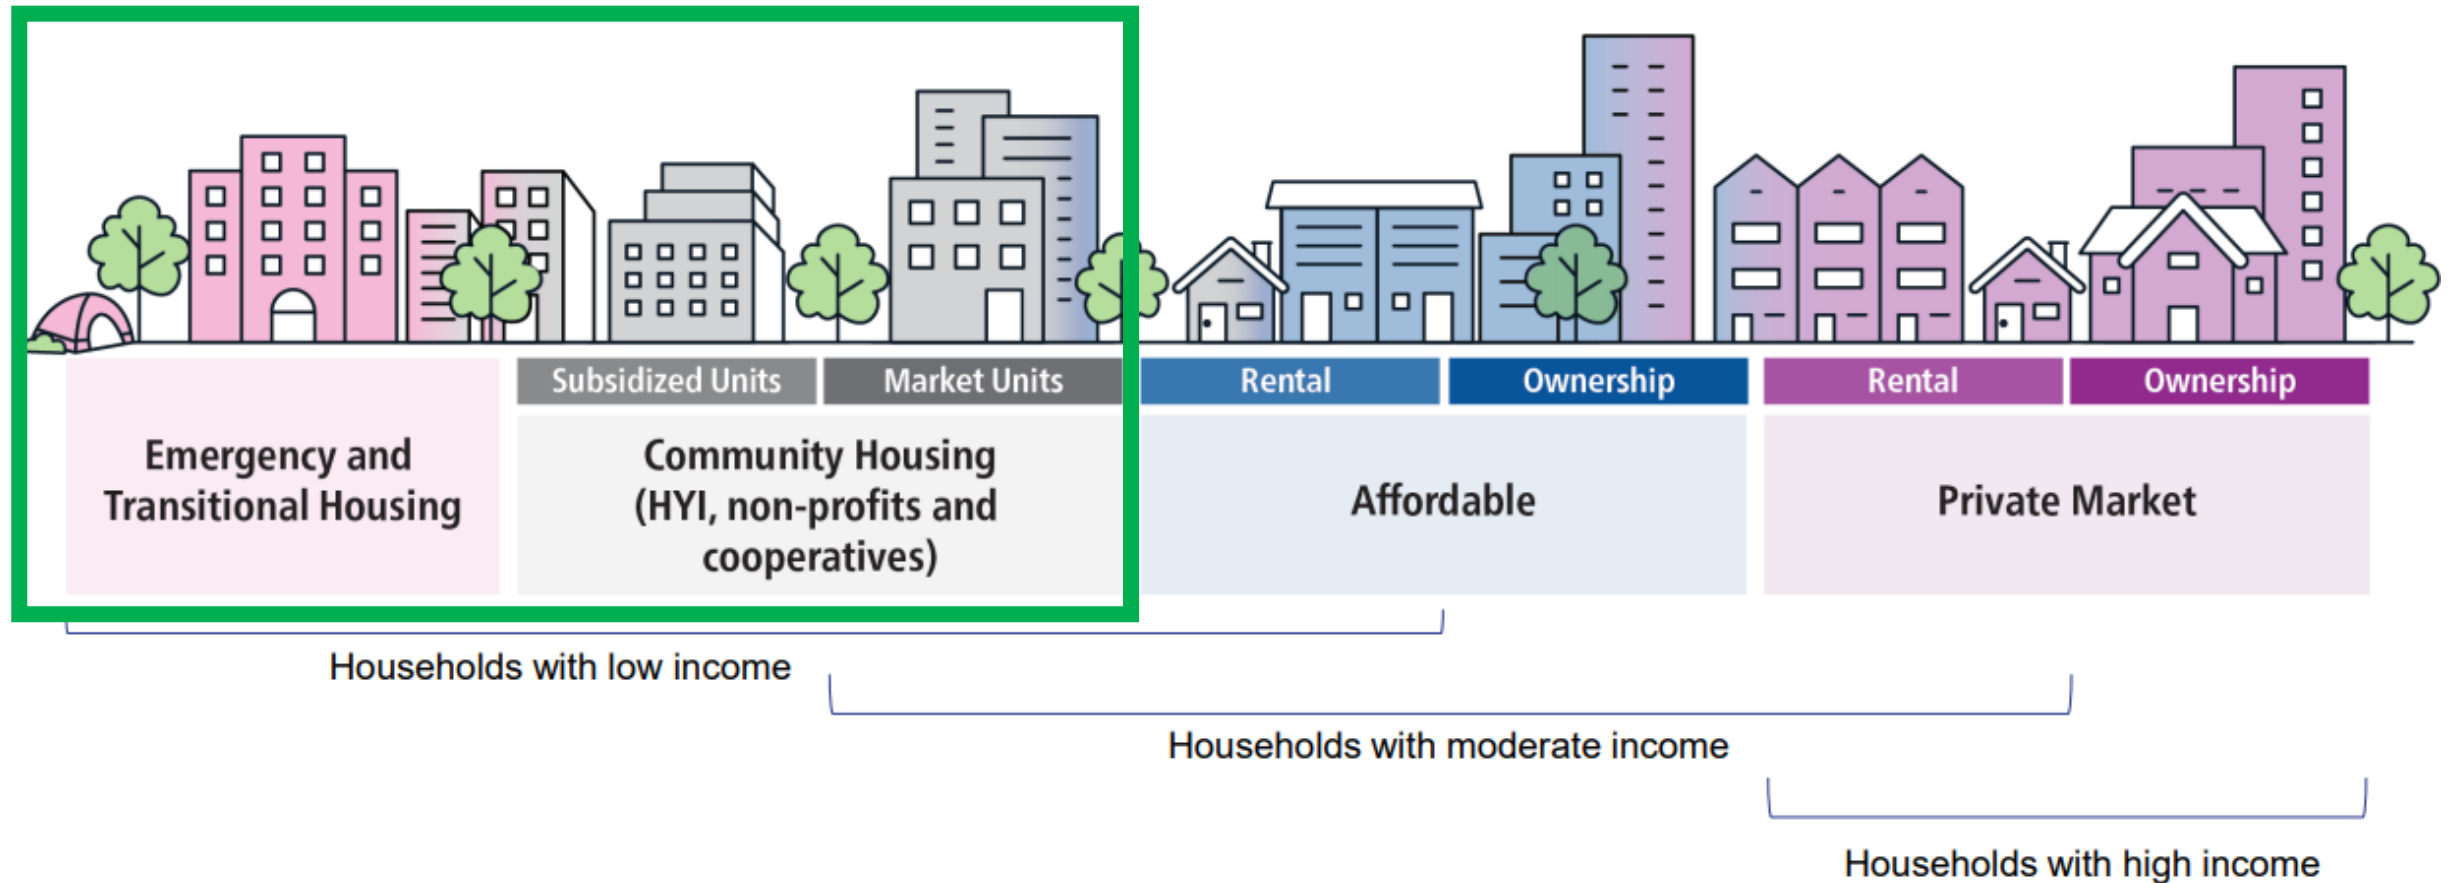 Subsidized Units
Market Units
Rental
Ownership
Rental
Ownership
Emergency and
Transitional Housing
Community Housing
(HYI, non-profits and
cooperatives)
Affordable
Private Market
Households with low income
Households with moderate income
Households with high income